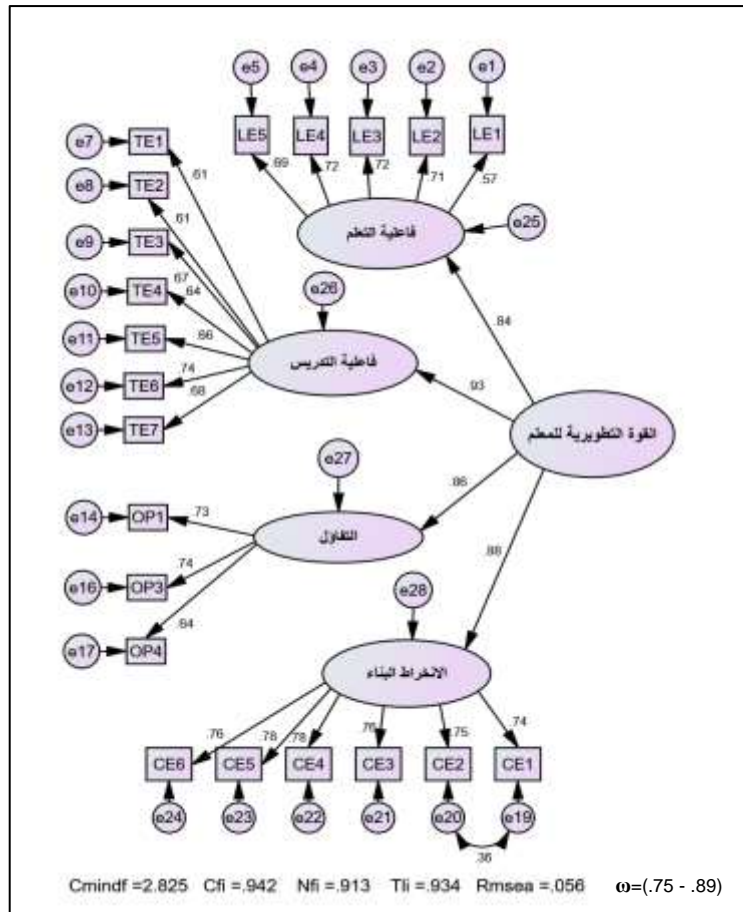 e5 e4 e3 e2 e1
LE5 LE4 LE3 LE2 LE1
.69 .72 .72 .71 .57
فاعلية التعلم
e25
e7 TE1
.61
e8 TE2
.61
e9 TE3
.67
e10 TE4
.64
e11 TE5
.66
e12 TE6
.74
e13 TE7
.68
e26
فاعلية التدريس
.84
.93
القوة التطويرية للمعلم
.86
.88
e27
التفاؤل
e14 OP1
.73
e16 OP3
.74
e17 OP4
.64
e28
الانخراط البناء
.76 .78 .78 .76 .75 .74
CE6 CE5 CE4 CE3 CE2 CE1
e24 e23 e22 e21 e20 e19
.36
Cmindf =2.825 Cfi =.942 Nfi =.913 Tli =.934 Rmsea =.056 ω=(.75 - .89)